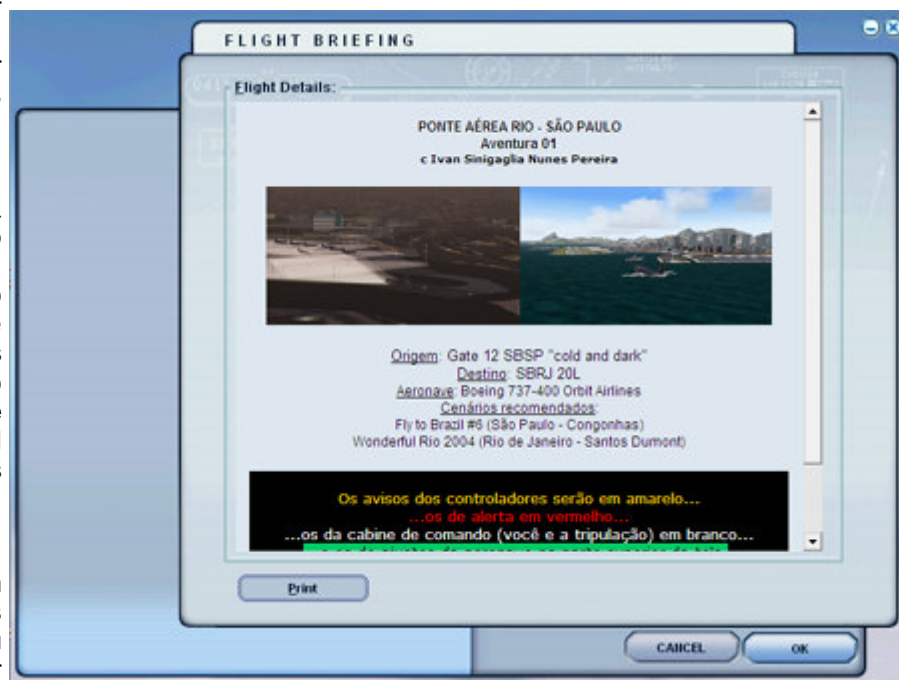 FLIGHT BRIEFING
Flight Details:
PONTE AÉREA RIO - SÃO PAULO
Aventura 01
c Ivan Sinigaglia Nunes Pereira
Origem: Gate 12 SBSP "cold and dark"
Destino: SBRJ 20L
Aeronave: Boeing 737-400 Orbit Airlines
Cenários recomendados:
Fly to Brazil #6 (São Paulo - Congonhas)
Wonderful Rio 2004 (Rio de Janeiro - Santos Dumont)
Os avisos dos controladores serão em amarelo...
...os de alerta em vermelho...
...os da cabine de comando (você e a tripulação) em branco...
Print
CANCEL
OK